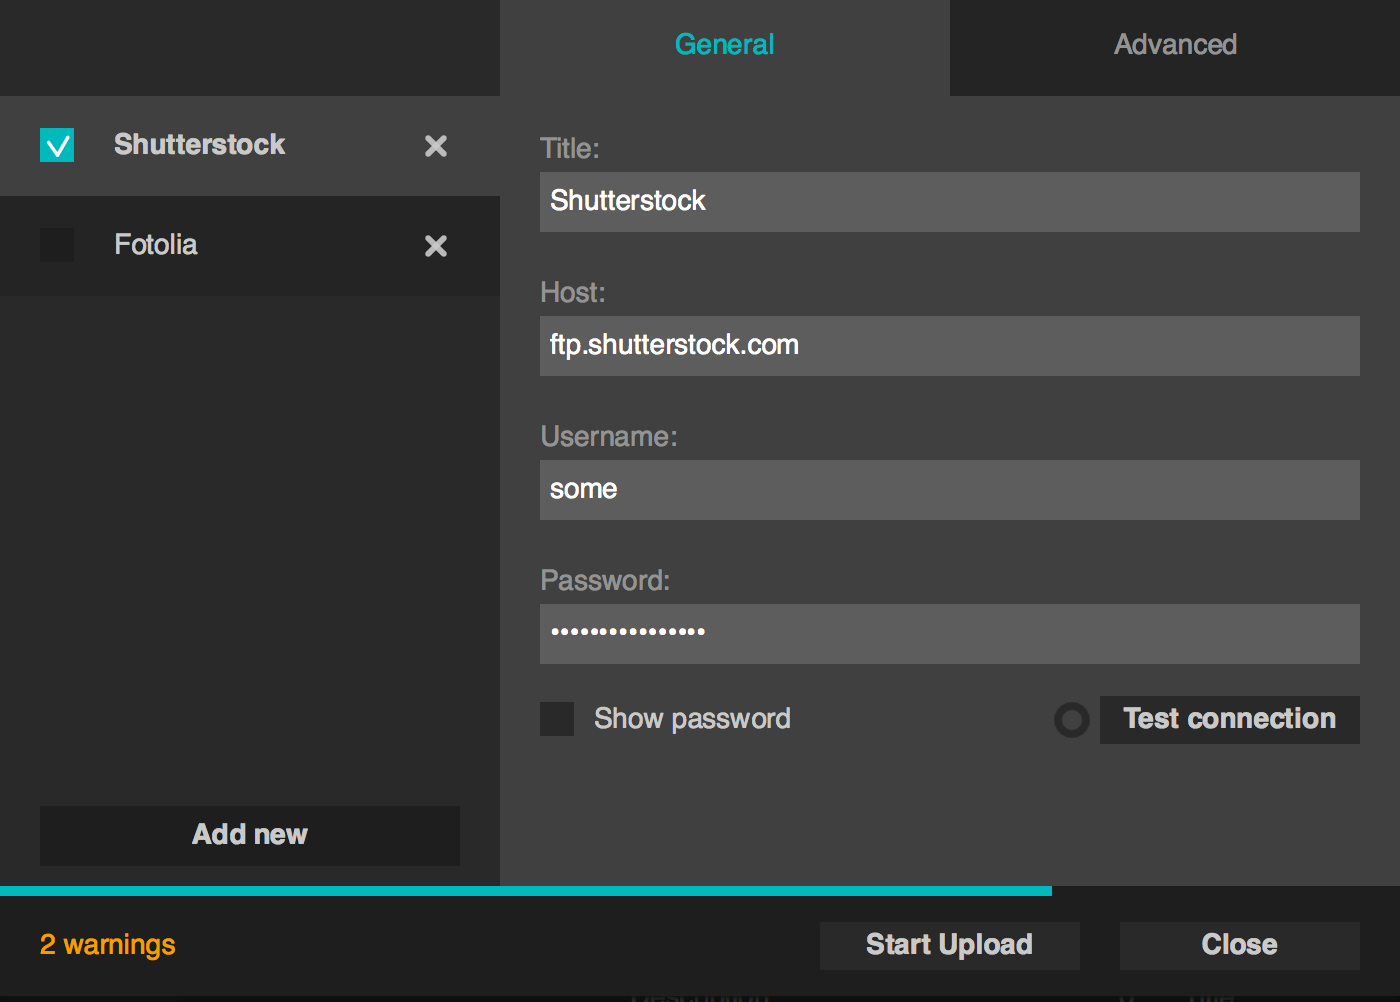 General
Advanced
Shutterstock
Fotolia
Add new
Title:
Shutterstock
Host:
ftp.shutterstock.com
Username:
some
Password:
••••••••••••••••
Show password
Test connection
2 warnings
Start Upload
Close